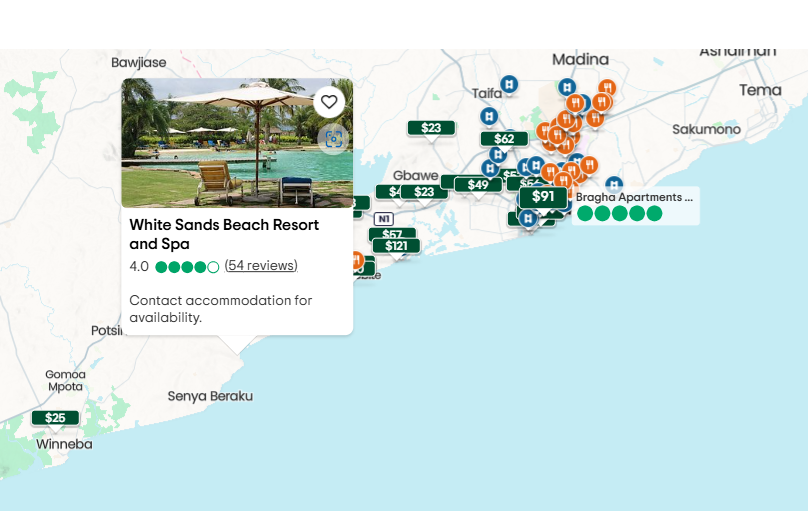 Bawjiase
Madina
Ashaiman
Taifa
Tema
$23
$62
Sakumono
Gbawe
$49
$23
$91
Bragha Apartments ...
N1
$57
$121
White Sands Beach Resort
and Spa
4.0
(54 reviews)
Contact accommodation for
availability.
Gomoa
Mpota
Senya Beraku
$25
Winneba